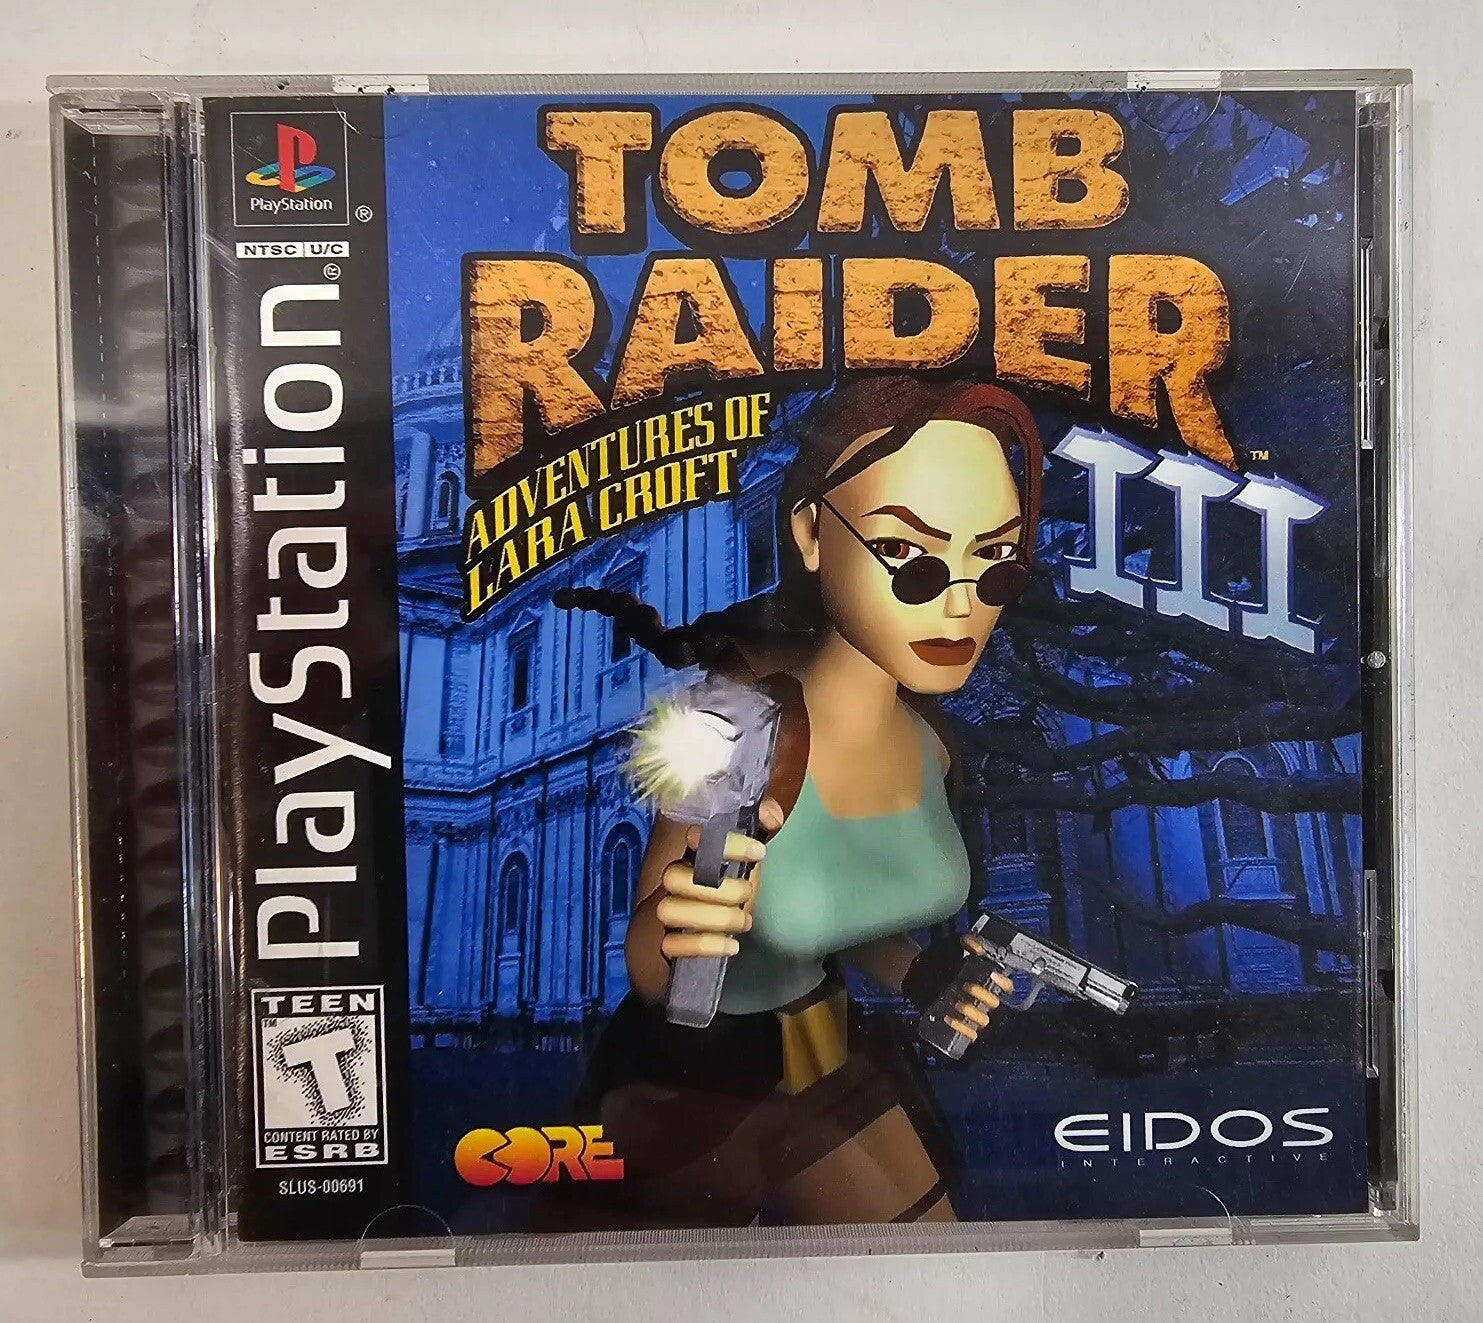 PlayStation
®
NTSC U/C
PlayStation®
TEEN
TM
T
CONTENT RATED BY
ESRB
SLUS-00691
TOMB
RAIDER™
ADVENTURES OF
LARA CROFT
III
CORE
EIDOS
INTERACTIVE